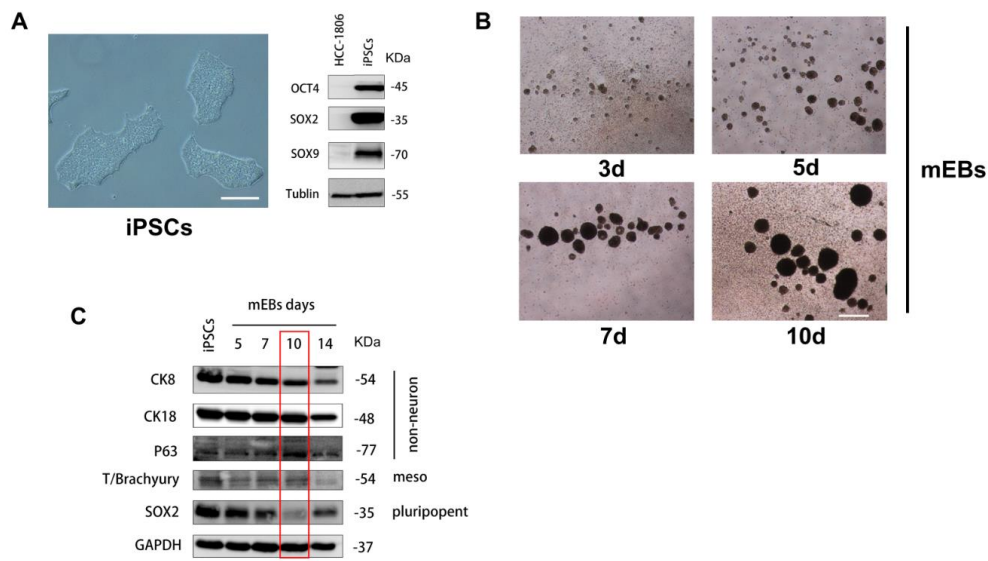 A
HCC-1806
iPSCs
KDa
OCT4
-45
SOX2
-35
SOX9
-70
Tublin
-55
iPSCs
B
3d
5d
mEBs
7d
10d
C
mEBs days
iPSCs
5 7 10 14
KDa
CK8
-54
CK18
-48
non-neuron
P63
-77
T/Brachyury
-54
meso
SOX2
-35
pluripopent
GAPDH
-37